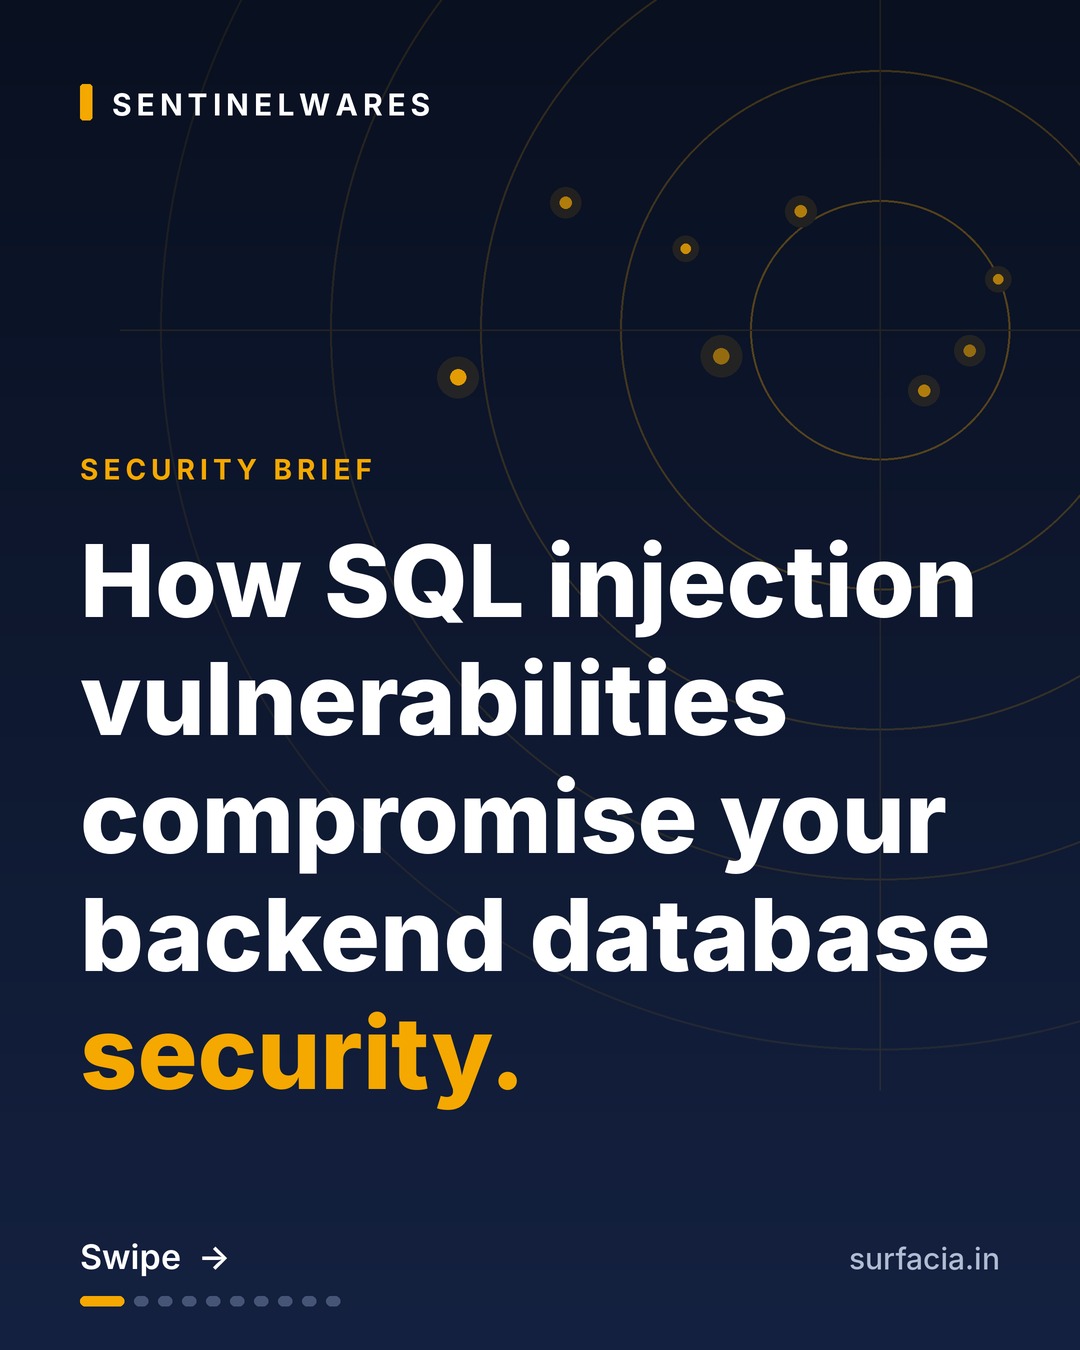 SENTINELWARES
SECURITY BRIEF
How SQL injection
vulnerabilities
compromise your
backend database
security.
Swipe →
surfacia.in